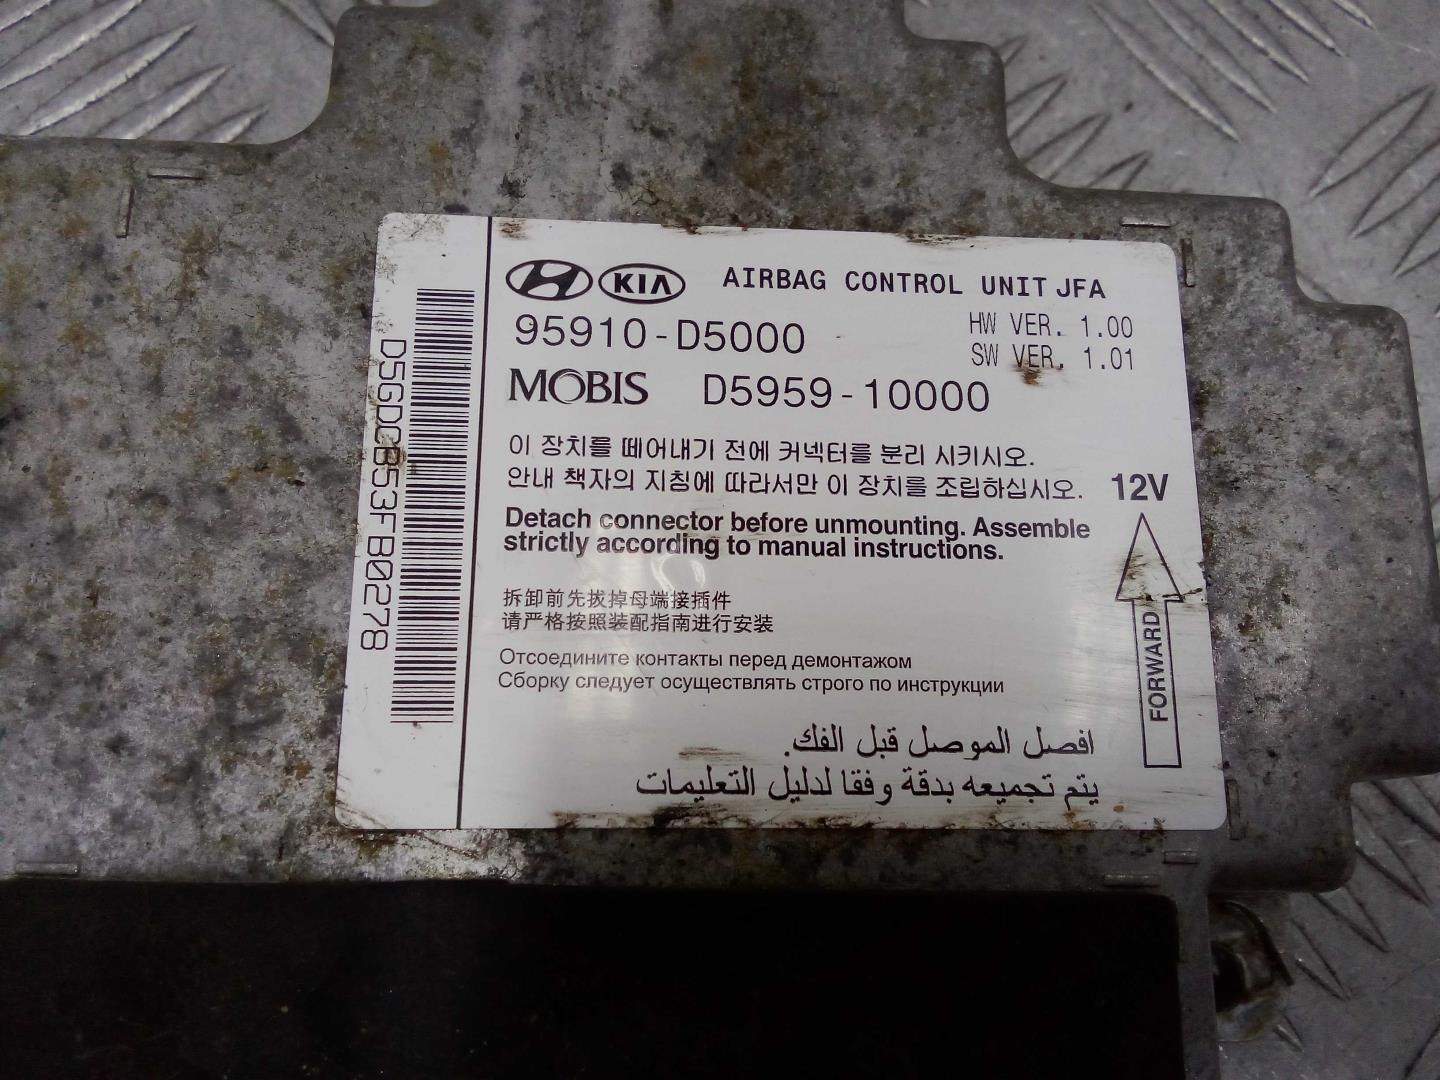 D5GDCB53FB0278
KIA AIRBAG CONTROL UNIT JFA
95910-D5000 HW VER. 1.00
SW VER. 1.01
MOBIS D5959-10000
이 장치를 떼어내기 전에 커넥터를 분리 시키시오.
안내 책자의 지침에 따라서만 이 장치를 조립하십시오. 12V
Detach connector before unmounting. Assemble
strictly according to manual instructions.
拆卸前先拔掉母端接插件
请严格按照装配指南进行安装
FORWARD
Отсоедините контакты перед демонтажом
Сборку следует осуществлять строго по инструкции
افصل الموصل قبل الفك.
يتم تجميعه بدقة وفقا لدليل التعليمات